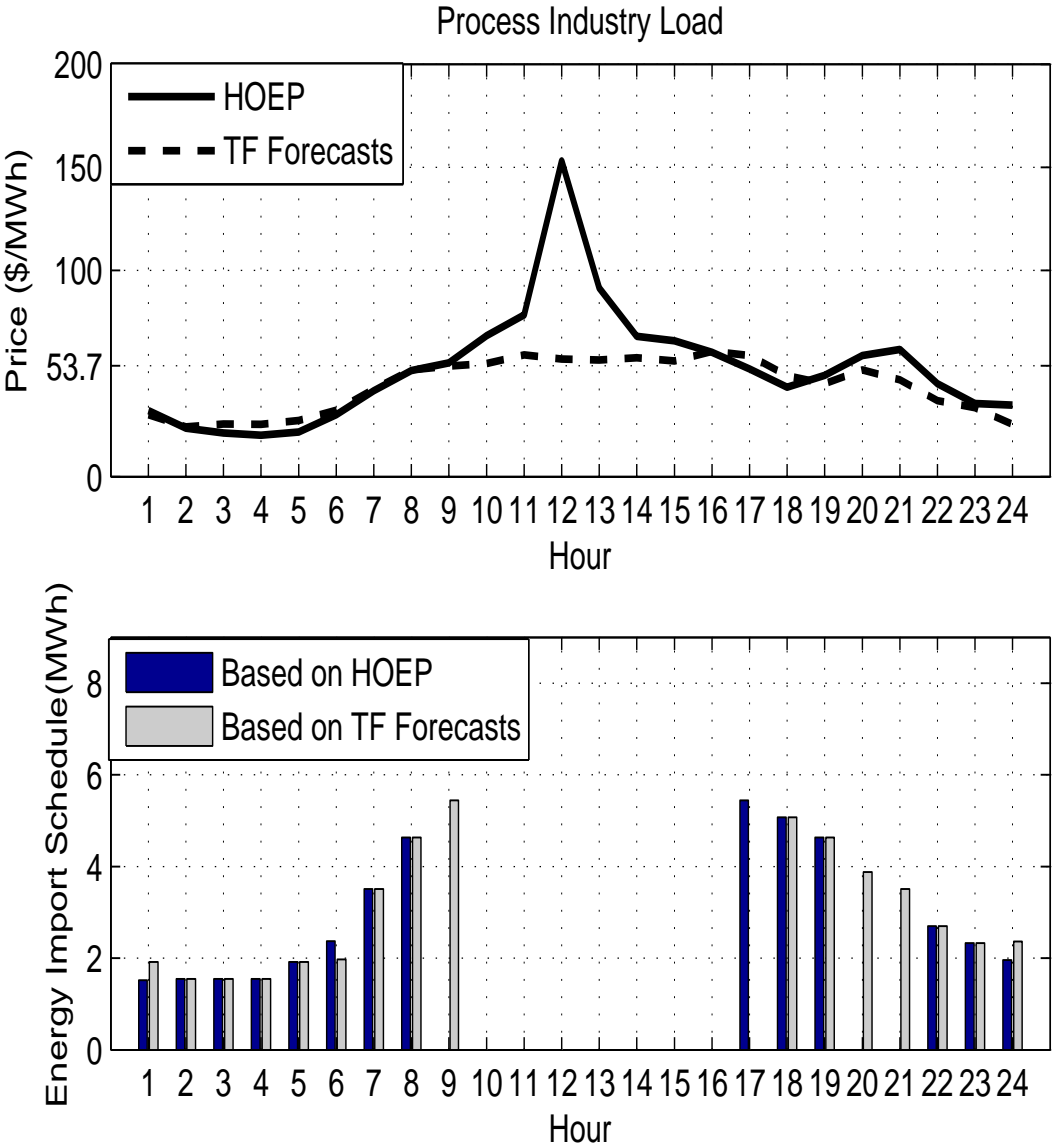 Process Industry Load
200
150
100
53.7
0
Price ($/MWh)
HOEP
TF Forecasts
1 2 3 4 5 6 7 8 9 10 11 12 13 14 15 16 17 18 19 20 21 22 23 24
Hour
8
6
4
2
0
Energy Import Schedule(MWh)
Based on HOEP
Based on TF Forecasts
1 2 3 4 5 6 7 8 9 10 11 12 13 14 15 16 17 18 19 20 21 22 23 24
Hour